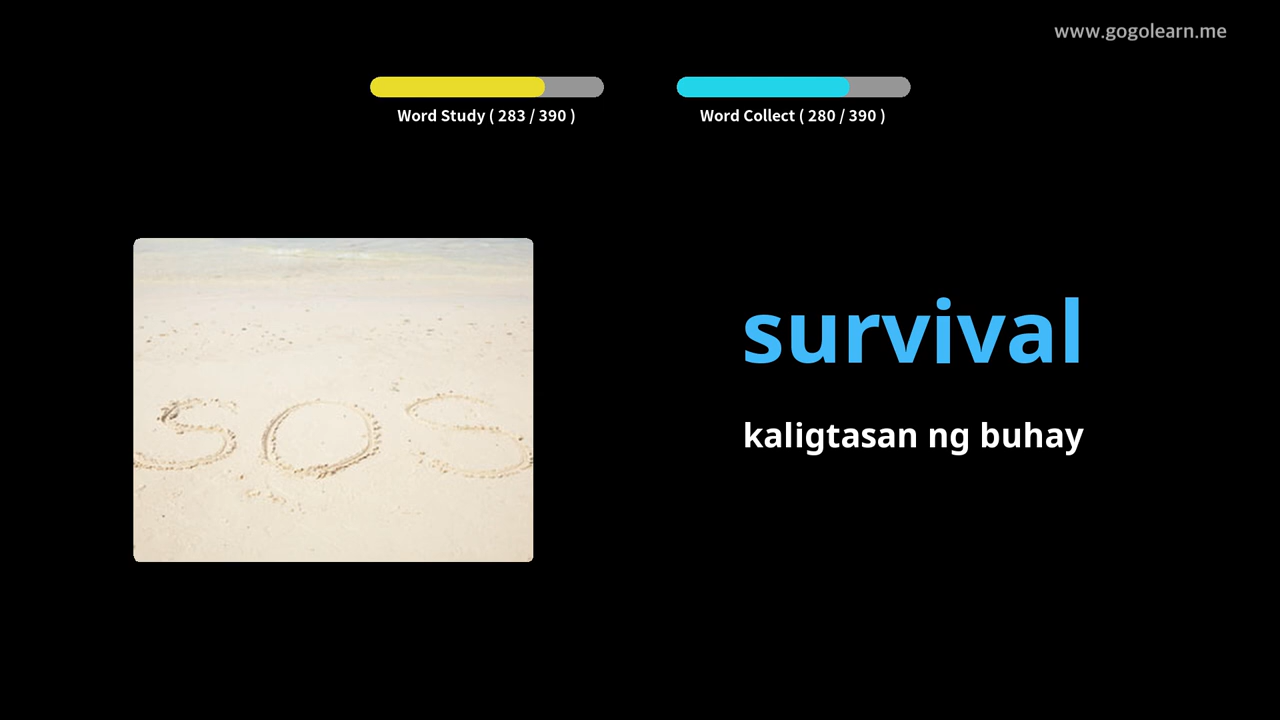 www.gogolearn.me
Word Study ( 283 / 390 )
Word Collect ( 280 / 390 )
SOS
survival
kaligtasan ng buhay